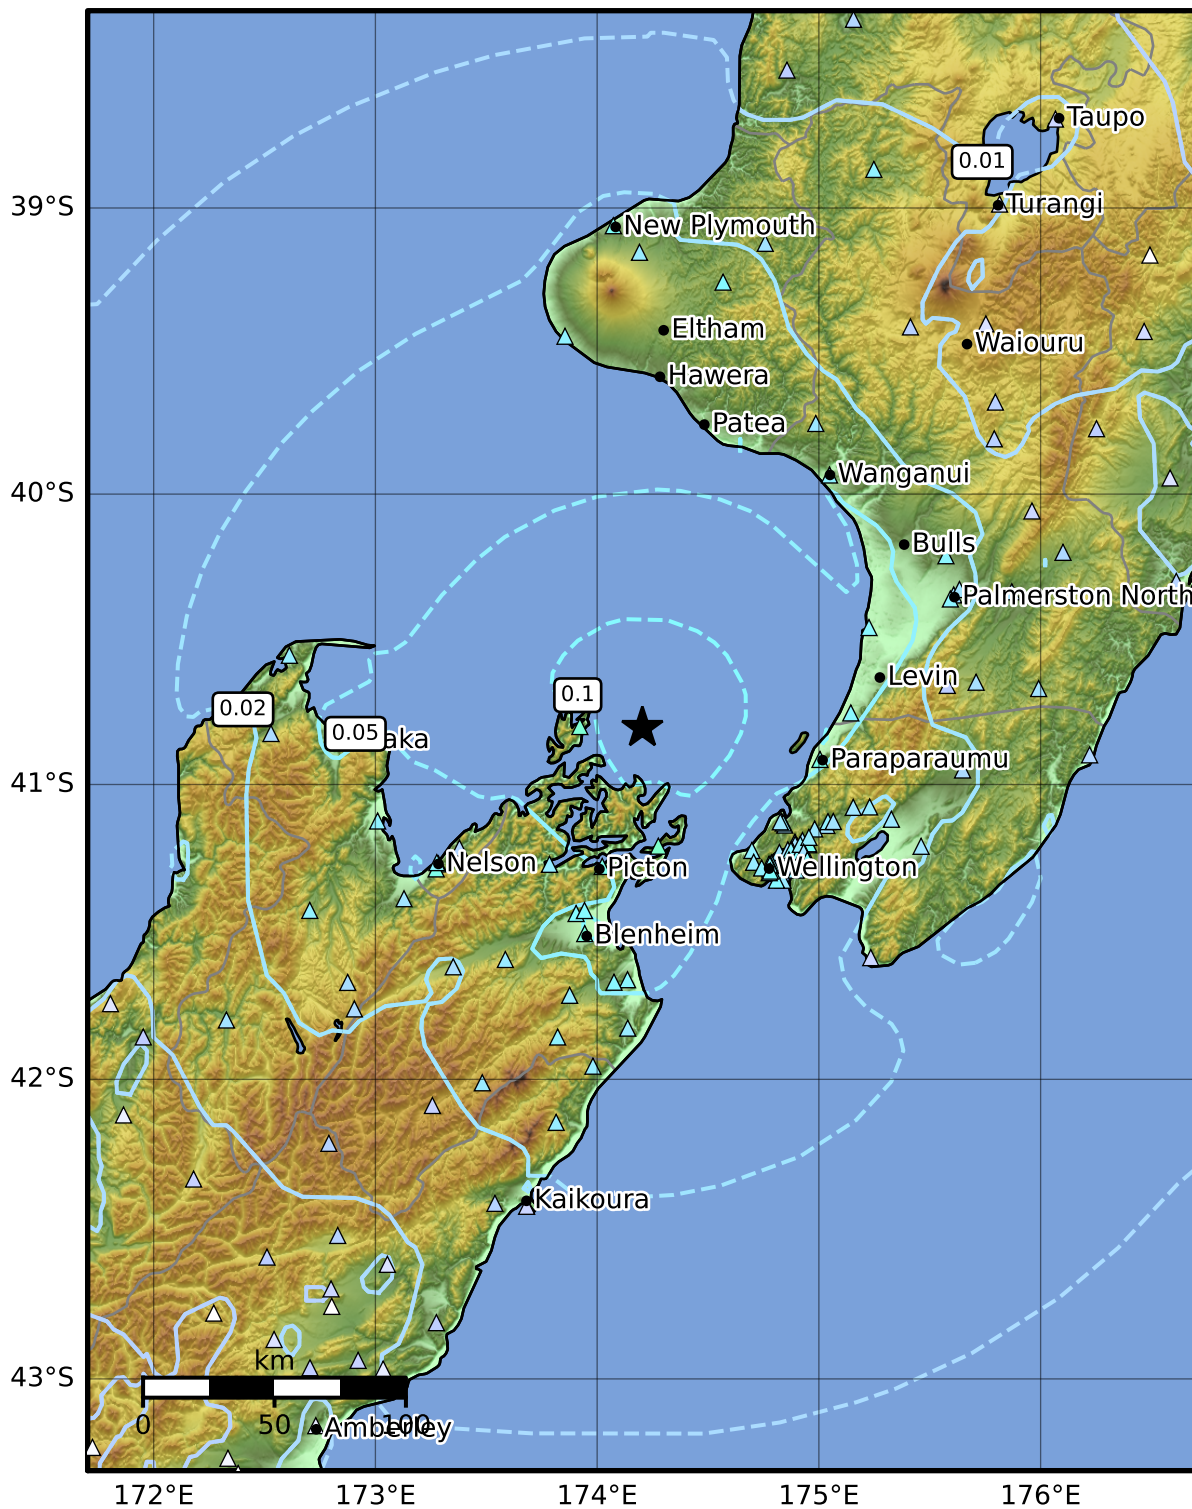 Taupo
0.01
39°S
Turangi
New Plymouth
Eltham
Waiouru
Hawera
Patea
Wanganui
40°S
Bulls
Palmerston North
Levin
0.02
0.1
0.05
aka
Paraparaumu
41°S
Nelson
Picton
Wellington
Blenheim
42°S
Kaikoura
km
43°S
0 50 100
Amberley
172°E 173°E 174°E 175°E 176°E